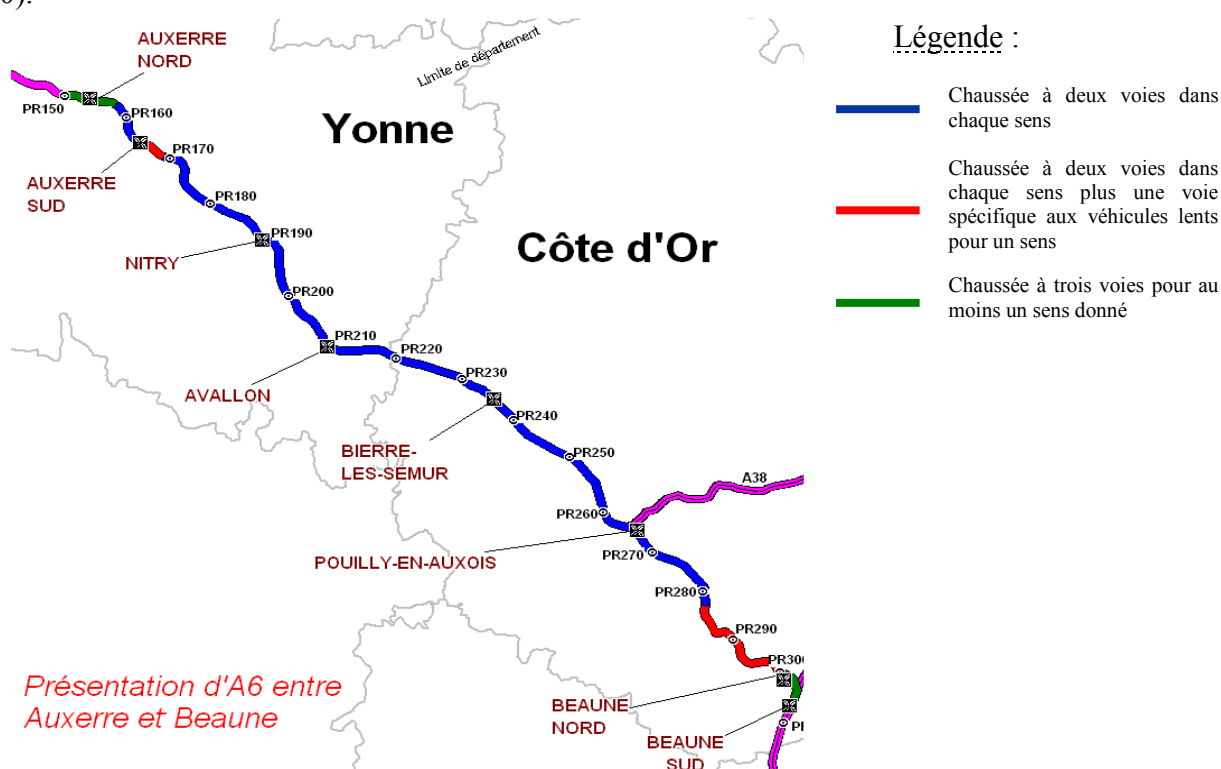 0).
AUXERRE
NORD
Limite de département
PR150
PR160
Yonne
PR170
AUXERRE
SUD
PR180
PR190
Côte d'Or
NITRY
PR200
PR210
PR220
PR230
AVALLON
PR240
BIERRE-
LES-SEMUR
PR250
A38
PR260
PR270
POUILLY-EN-AUXOIS
PR280
PR290
PR300
Présentation d'A6 entre
Auxerre et Beaune
BEAUNE
NORD
BEAUNE
SUD
Légende :
Chaussée à deux voies dans
chaque sens
Chaussée à deux voies dans
chaque sens plus une voie
spécifique aux véhicules lents
pour un sens
Chaussée à trois voies pour au
moins un sens donné